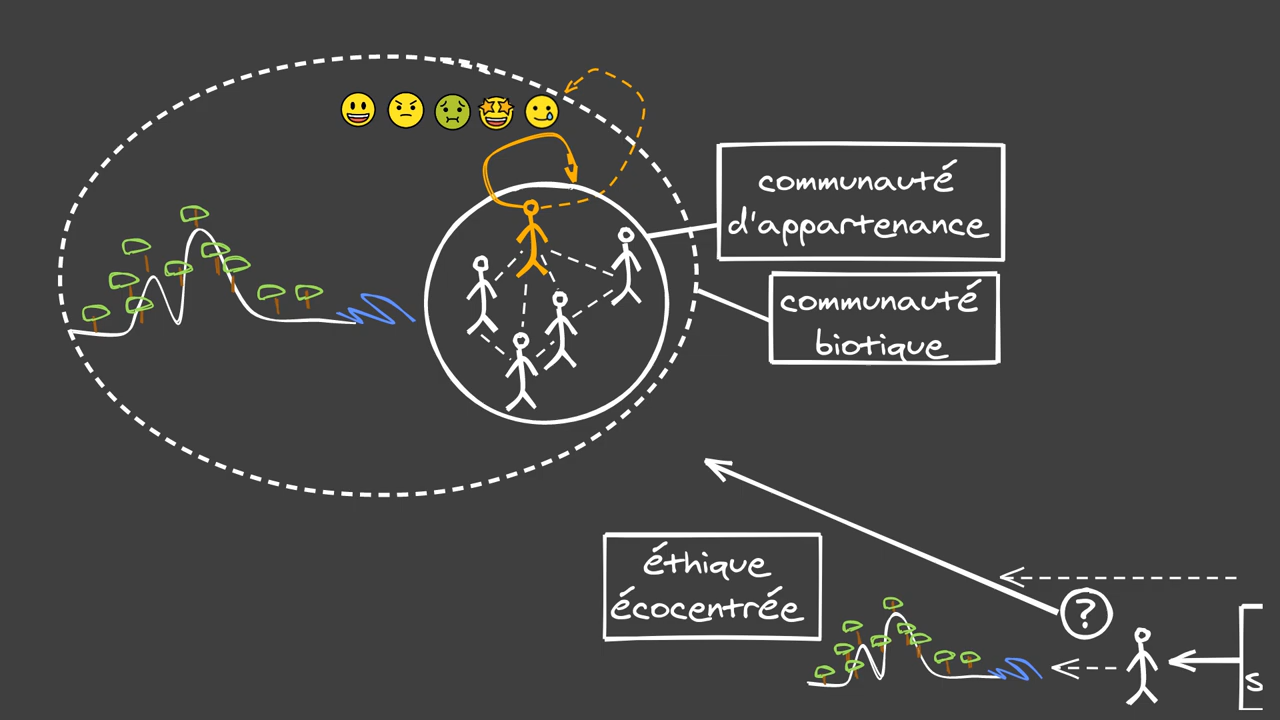 communauté
d'appartenance
communauté
biotique
éthique
écocentrée
?
s